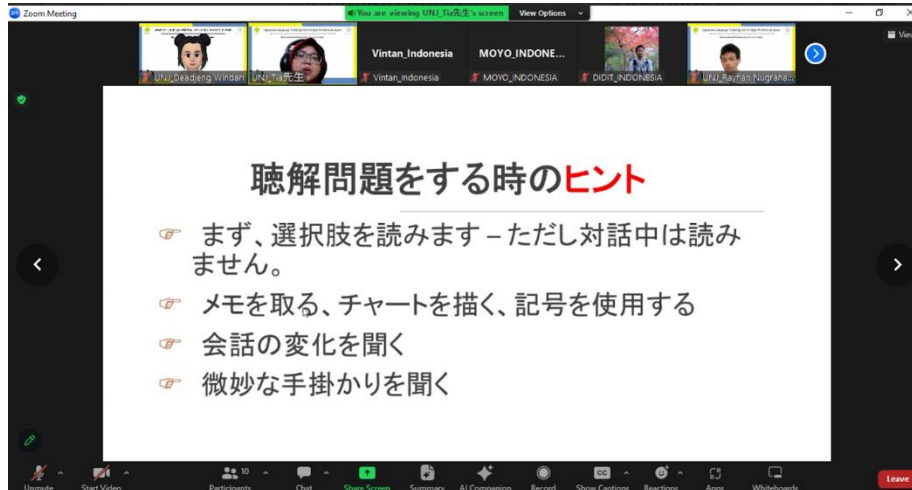 Zoom Meeting
You are viewing UNJ_Tia先生's screen
View Options
View
UNJ_Deadjeng Windari
UNJ_Tia先生
Vintan_Indonesia
Vintan_Indonesia
MOYO_INDONE...
MOYO_INDONESIA
DIDIT_INDONESIA
UNJ_Rayhan Nugraha...
聴解問題をする時のヒント
まず、選択肢を読みます – ただし対話中は読み
ません。
メモを取る、チャートを描く、記号を使用する
会話の変化を聞く
微妙な手掛かりを聞く
Unmute
Start Video
Participants
10
Chat
Share Screen
Summary
AI Companion
Record
CC
Show Captions
Reactions
Apps
Whiteboards
Leave